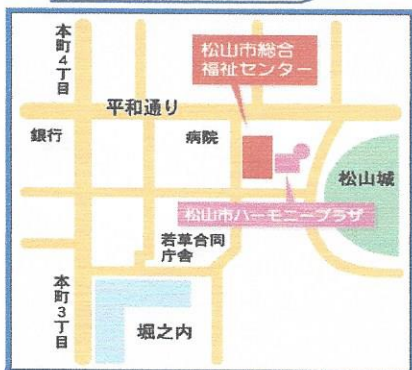 本町4丁目
松山市総合
福祉センター
平和通り
銀行
病院
松山城
松山市ハーモニープラザ
若草合同
庁舎
本町3丁目
堀之内